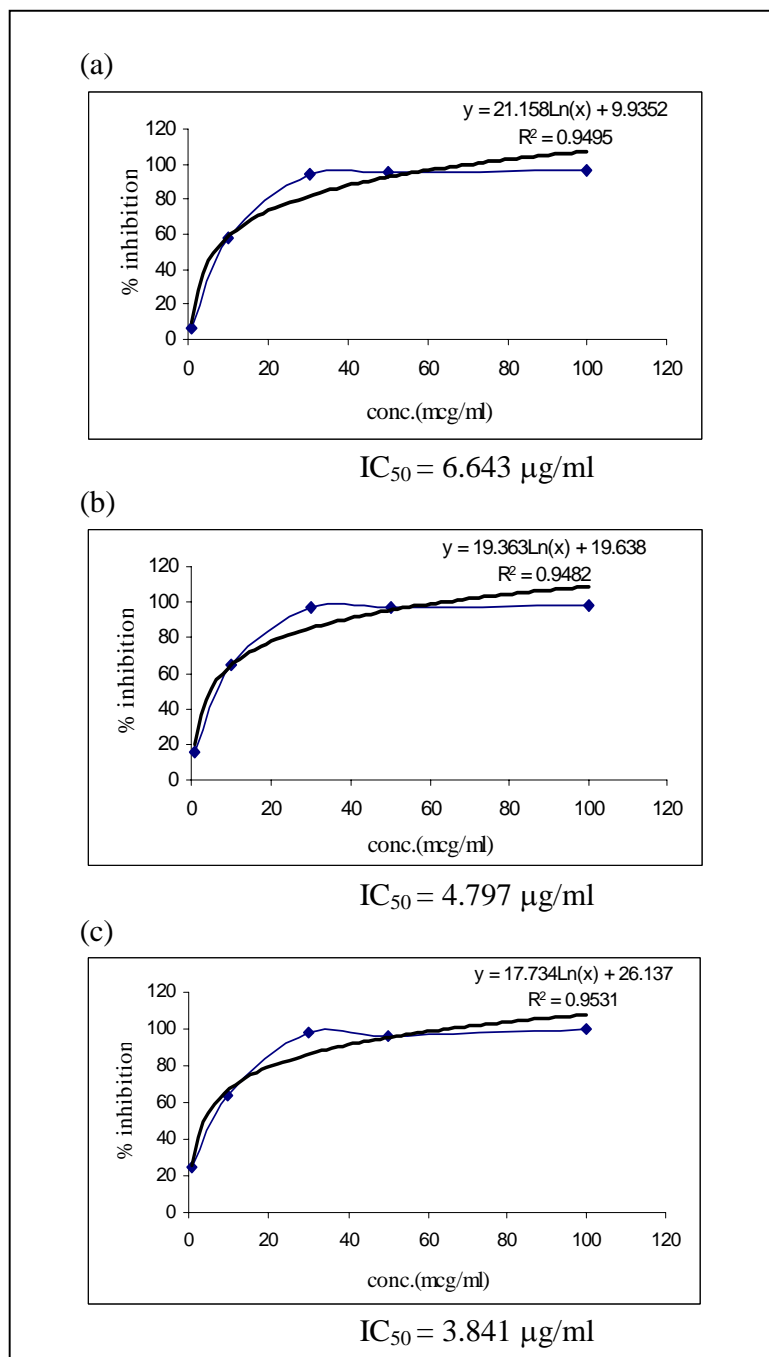 (a)
y = 21.158Ln(x) + 9.9352
R² = 0.9495
120
100
80
60
40
20
0
% inhibition
0 20 40 60 80 100 120
conc.(mcg/ml)
IC₅₀ = 6.643 µg/ml
(b)
y = 19.363Ln(x) + 19.638
R² = 0.9482
120
100
80
60
40
20
0
% inhibition
0 20 40 60 80 100 120
conc.(mcg/ml)
IC₅₀ = 4.797 µg/ml
(c)
y = 17.734Ln(x) + 26.137
R² = 0.9531
120
100
80
60
40
20
0
% inhibition
0 20 40 60 80 100 120
conc.(mcg/ml)
IC₅₀ = 3.841 µg/ml